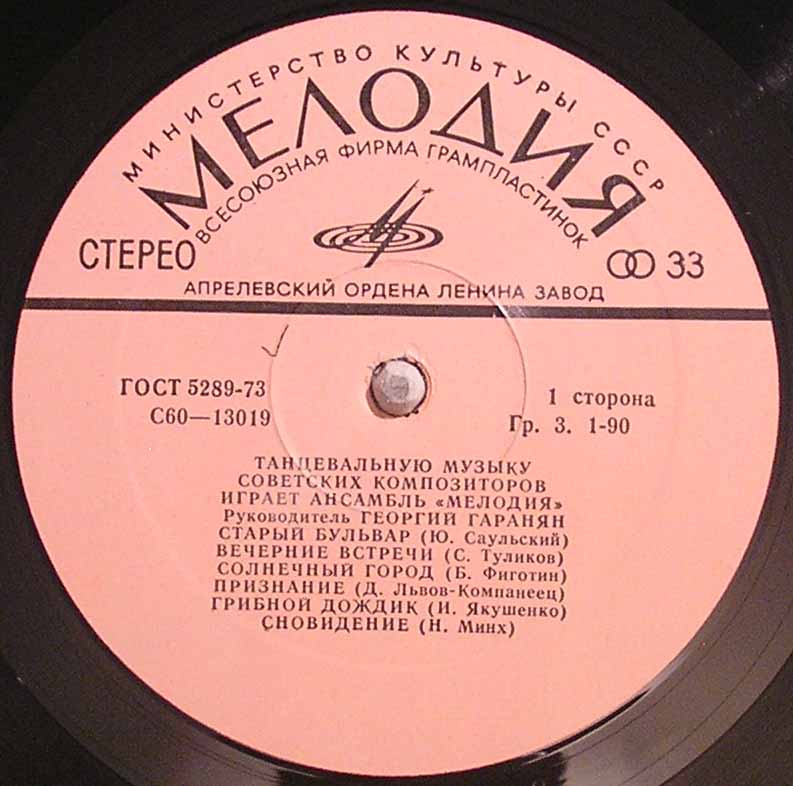 МИНИСТЕРСТВО КУЛЬТУРЫ СССР
МЕЛОДИЯ
ВСЕСОЮЗНАЯ ФИРМА ГРАМПЛАСТИНОК
СТЕРЕО
33
АПРЕЛЕВСКИЙ ОРДЕНА ЛЕНИНА ЗАВОД
ГОСТ 5289-73
С60—13019
1 сторона
Гр. 3. 1-90
ТАНЦЕВАЛЬНУЮ МУЗЫКУ
СОВЕТСКИХ КОМПОЗИТОРОВ
ИГРАЕТ АНСАМБЛЬ «МЕЛОДИЯ»
Руководитель ГЕОРГИЙ ГАРАНЯН
СТАРЫЙ БУЛЬВАР (Ю. Саульский)
ВЕЧЕРНИЕ ВСТРЕЧИ (С. Туликов)
СОЛНЕЧНЫЙ ГОРОД (Б. Фиготин)
ПРИЗНАНИЕ (Д. Львов-Компанеец)
ГРИБНОЙ ДОЖДИК (И. Якушенко)
СНОВИДЕНИЕ (Н. Минх)